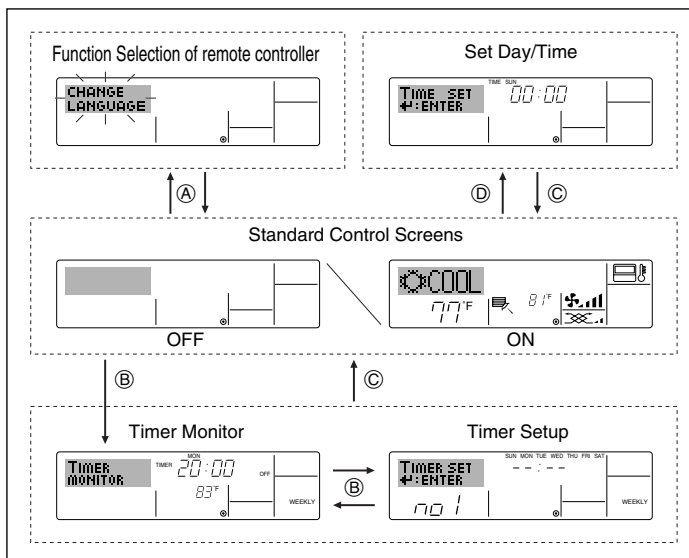 Function Selection of remote controller
CHANGE
LANGUAGE
Set Day/Time
TIME SUN
TIME SET
↵:ENTER
00:00
Ⓐ
Ⓓ
Ⓒ
Standard Control Screens
COOL
77°F
81°F
OFF
ON
Ⓑ
Ⓒ
Timer Monitor
TIMER
MONITOR
MON
TIMER 20:00 OFF
83°F
WEEKLY
Ⓑ
Timer Setup
SUN MON TUE WED THU FRI SAT
TIMER SET
↵:ENTER
--:--
no 1
WEEKLY